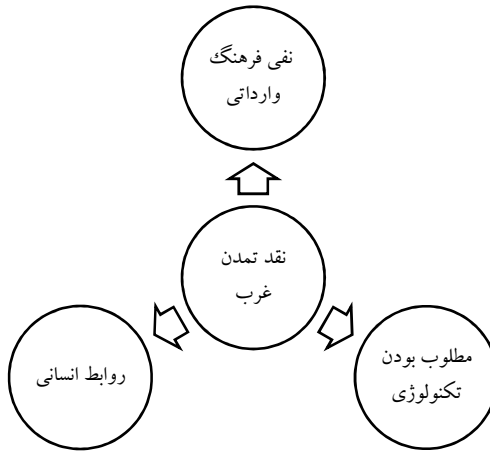 نفی فرهنگ
وارداتی
نقد تمدن
غرب
مطلوب بودن
تکنولوژی
روابط انسانی